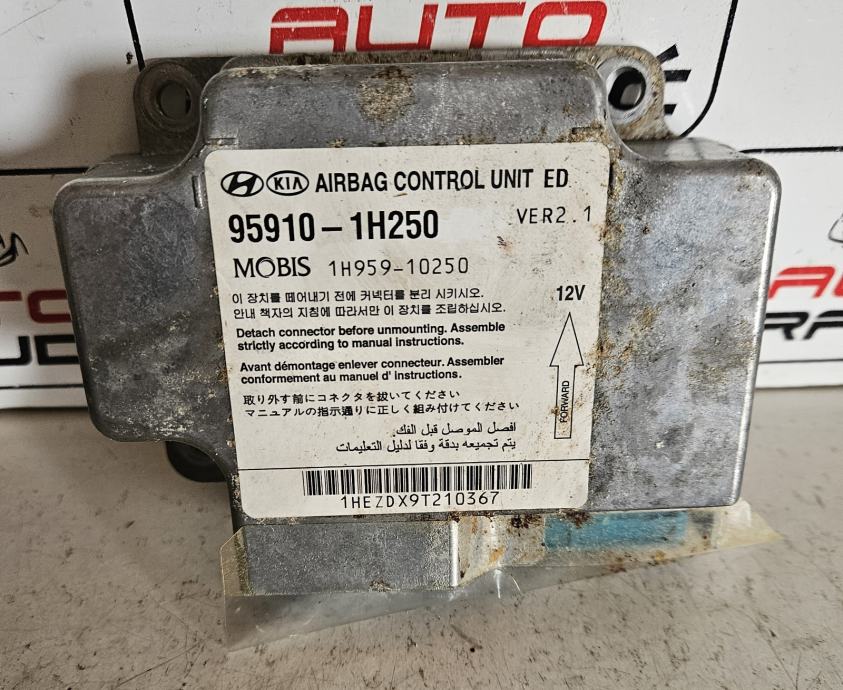 AUTO
KIA AIRBAG CONTROL UNIT ED
95910-1H250 VER2.1
MOBIS 1H959-10250
이 장치를 떼어내기 전에 커넥터를 분리 시키시오.
안내 책자의 지침에 따라서만 이 장치를 조립하십시오.
12V
Detach connector before unmounting. Assemble
strictly according to manual instructions.
Avant démontage enlever connecteur. Assembler
conformement au manuel d' instructions.
FORWARD
取り外す前にコネクタを抜いてください
マニュアルの指示通りに正しく組み付けてください
افصل الموصل قبل الفك.
يتم تجميعه بدقة وفقا لدليل التعليمات
1HEZDX9T210367